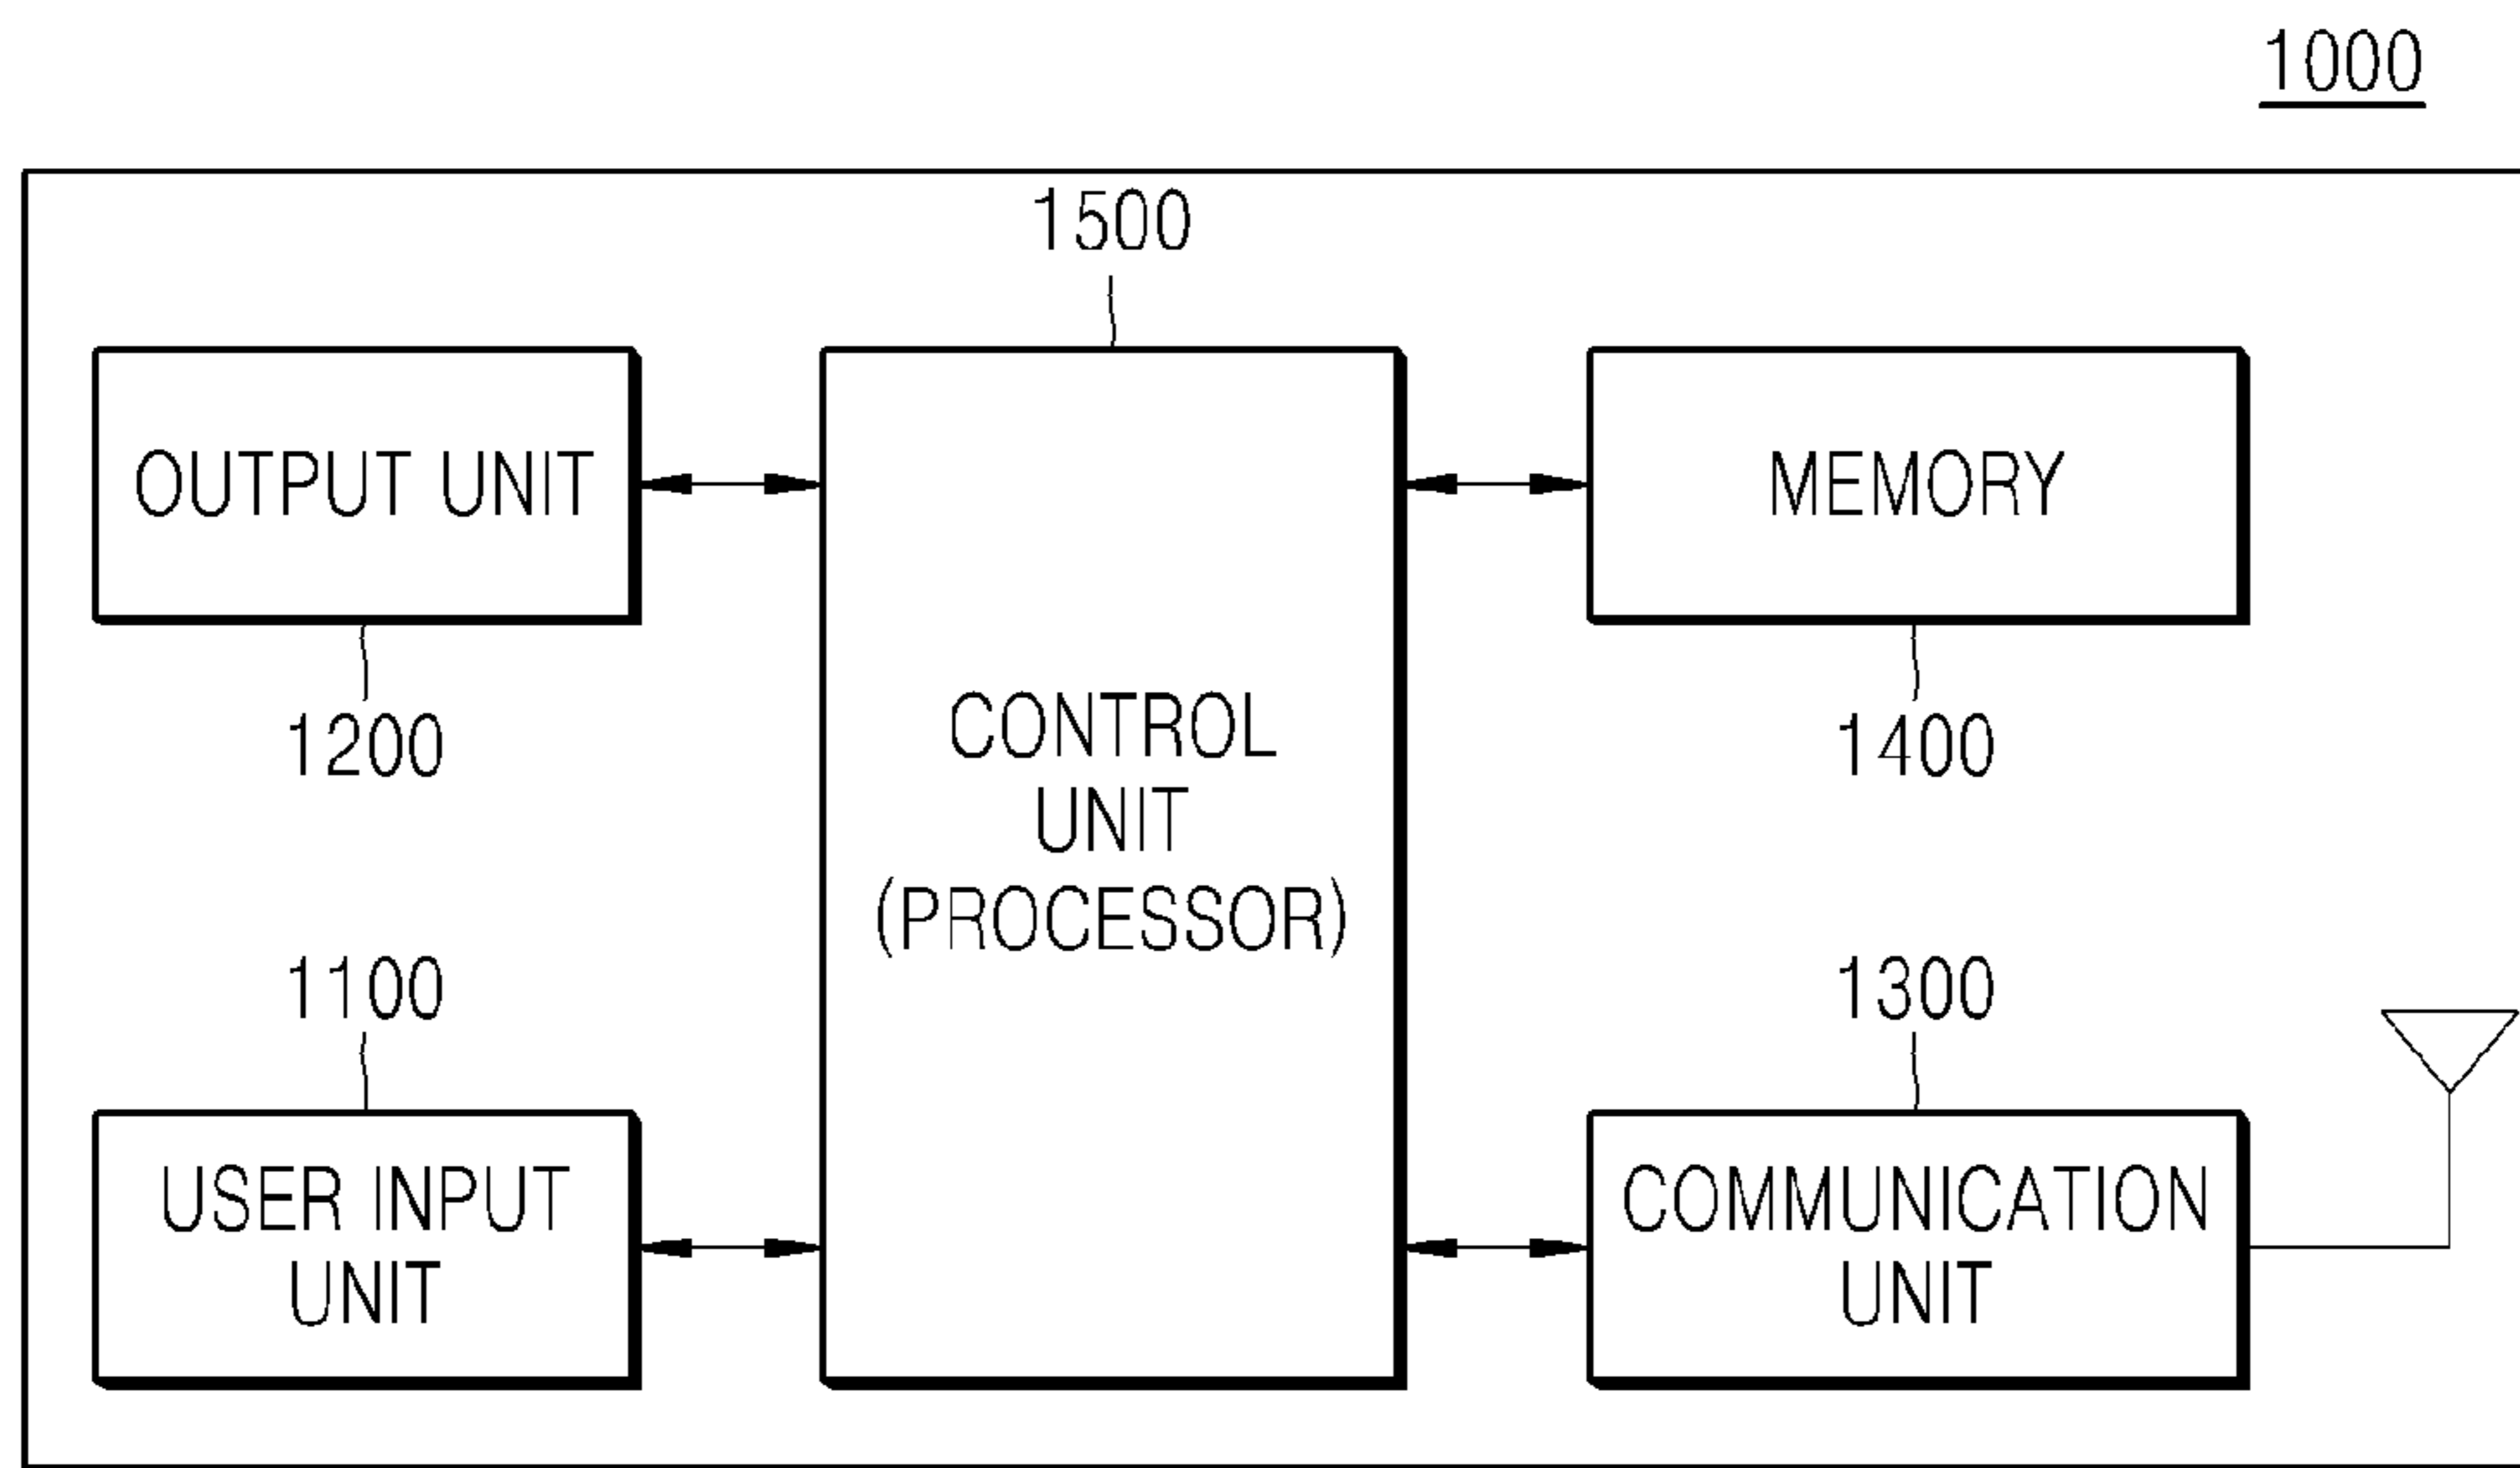 1000
1500
OUTPUT UNIT
MEMORY
1200
1400
CONTROL
UNIT
(PROCESSOR)
1100
1300
USER INPUT
UNIT
COMMUNICATION
UNIT